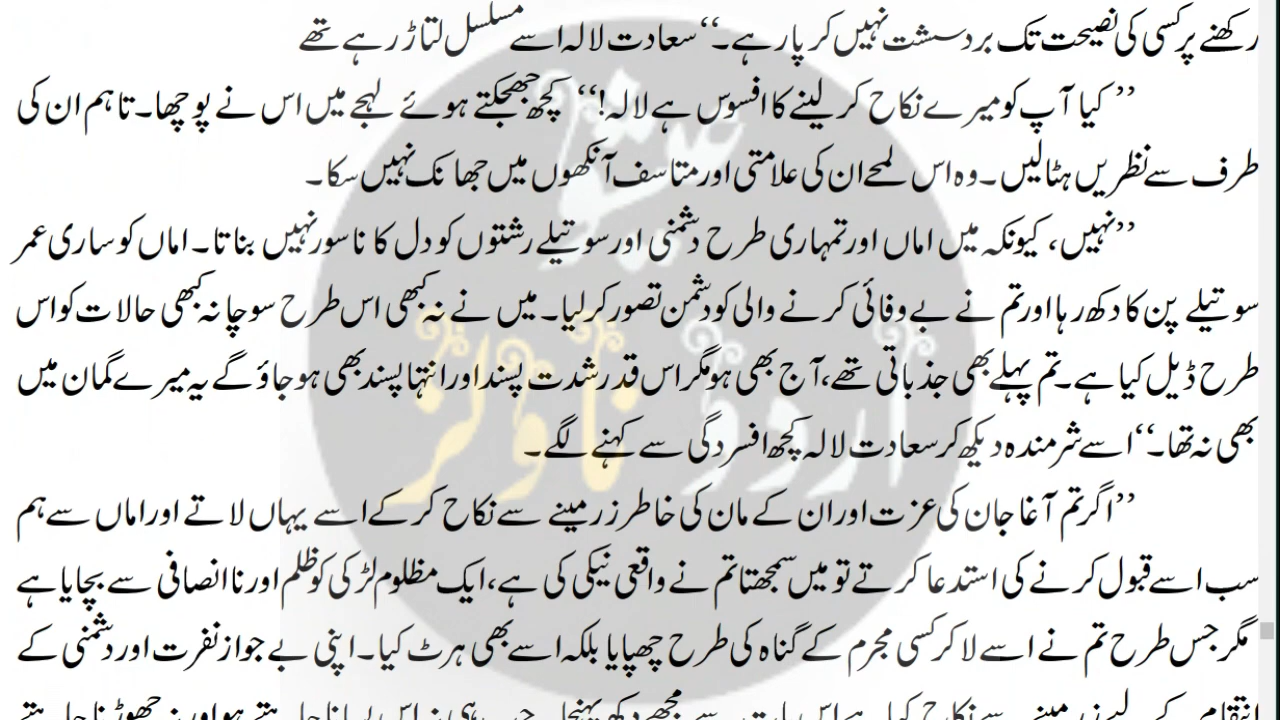 رکھنے پر کسی کی نصیحت تک برداشت نہیں کر پا رہے۔‘‘ سعادت لالہ اسے مسلسل لتاڑ رہے تھے
’’کیا آپ کو میرے نکاح کر لینے کا افسوس ہے لالہ!‘‘ کچھ جھجکتے ہوئے لہجے میں اس نے پوچھا۔ تاہم ان کی
طرف سے نظریں ہٹالیں۔ وہ اس لمحے ان کی علامتی اور متاسف آنکھوں میں جھانک نہیں سکا۔
’’نہیں، کیونکہ میں اماں اور تمہاری طرح دشمنی اور سوتیلے رشتوں کو دل کا ناسور نہیں بناتا۔ اماں کو ساری عمر
سوتیلے پن کا دکھ رہا اور تم نے بے وفائی کرنے والی کو دشمن تصور کر لیا۔ میں نے نہ کبھی اس طرح سوچا نہ کبھی حالات کو اس
طرح ڈیل کیا ہے۔ تم پہلے بھی جذباتی تھے، آج بھی ہو مگر اس قدر شدت پسند اور انتہا پسند بھی ہو جاؤ گے یہ میرے گمان میں
بھی نہ تھا۔‘‘ اسے شرمندہ دیکھ کر سعادت لالہ کچھ افسردگی سے کہنے لگے۔
’’اگر تم آغا جان کی عزت اور ان کے مان کی خاطر زرمینے سے نکاح کر کے اسے یہاں لاتے اور اماں سے ہم
سب اسے قبول کرنے کی استدعا کرتے تو میں سمجھتا تم نے واقعی نیکی کی ہے، ایک مظلوم لڑکی کو ظلم اور ناانصافی سے بچایا ہے
مگر جس طرح تم نے اسے لا کر کسی مجرم کے گناہ کی طرح چھپایا بلکہ اسے بھی ہرٹ کیا۔ اپنی بے جواز نفرت اور دشمنی کے
اردو ناولز